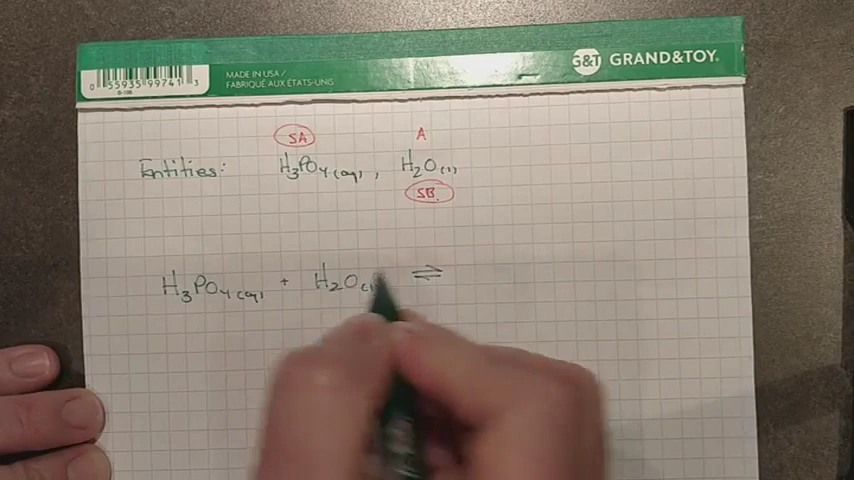 0 55935 99741 3
B-108
MADE IN USA /
FABRIQUÉ AUX ÉTATS-UNIS
G&T GRAND&TOY
SA A
Entities: H₃PO₄(aq), H₂O(l)
SB.
H₃PO₄(aq) + H₂O(l) ⇌